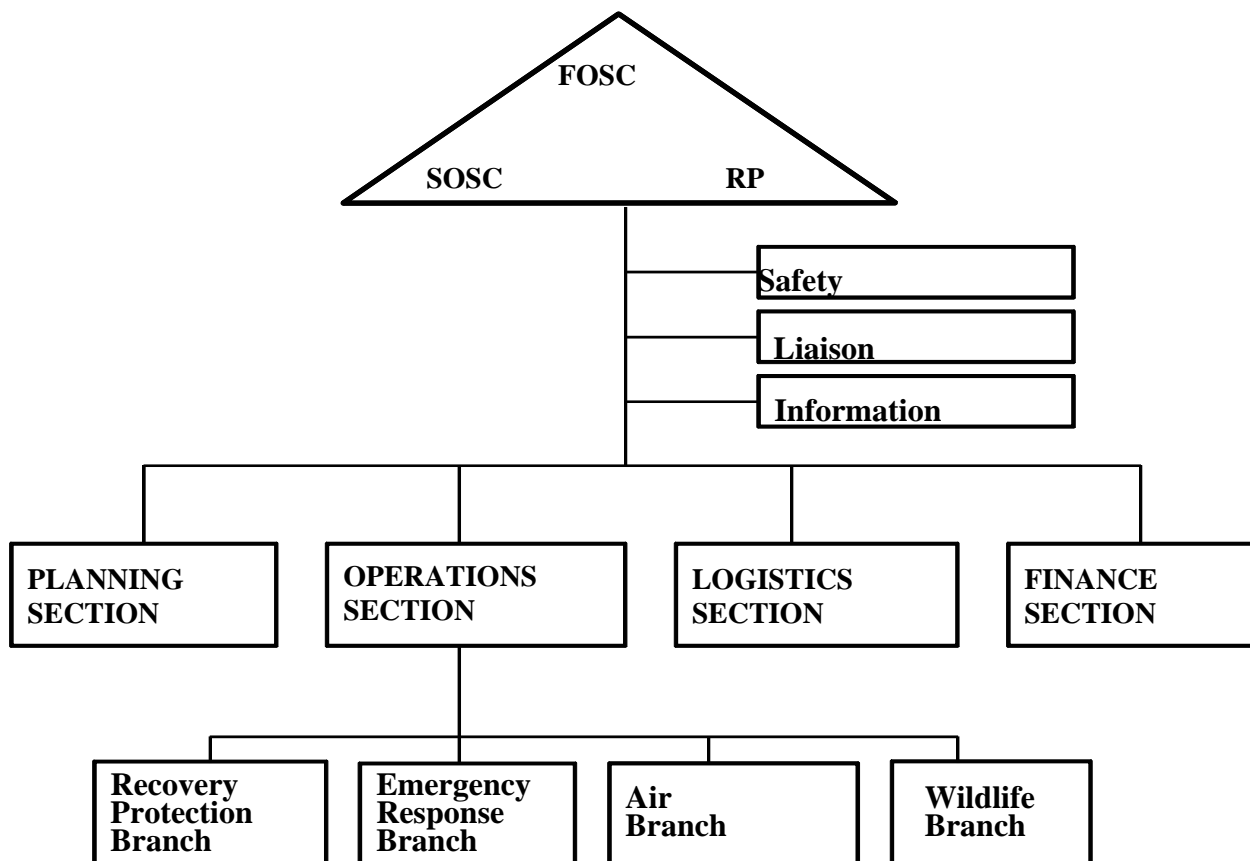 FOSC
SOSC RP
Safety
Liaison
Information
PLANNING
SECTION
OPERATIONS
SECTION
LOGISTICS
SECTION
FINANCE
SECTION
Recovery
Protection
Branch
Emergency
Response
Branch
Air
Branch
Wildlife
Branch